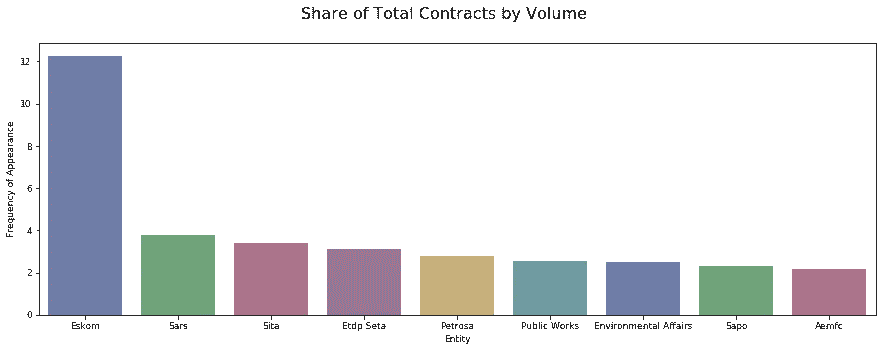 Share of Total Contracts by Volume
Frequency of Appearance
12
10
8
6
4
2
0
Eskom Sars Sita Etdp Seta Petrosa Public Works Environmental Affairs Sapo Aemfc
Entity